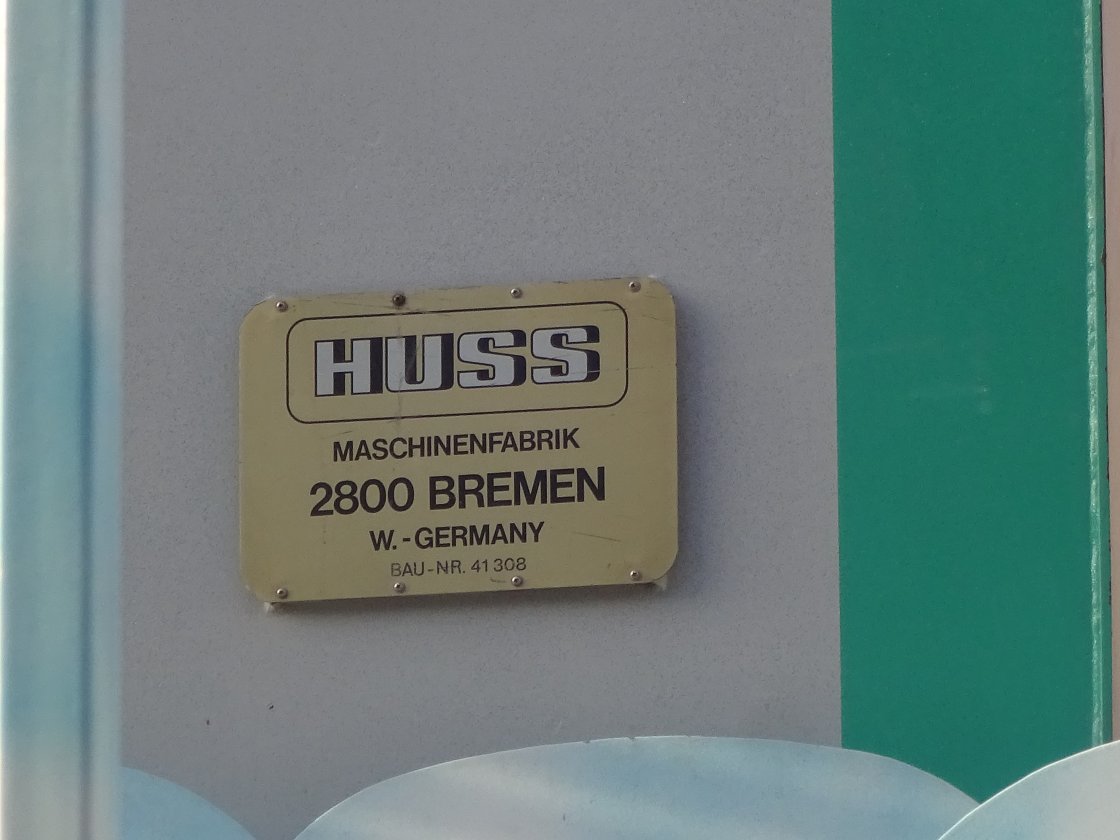 HUSS
MASCHINENFABRIK
2800 BREMEN
W.-GERMANY
BAU-NR. 41308